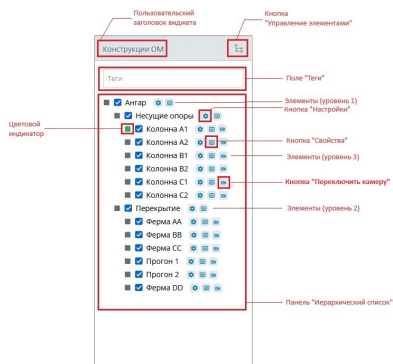 Пользовательский
заголовок виджета
Кнопка
"Управление элементами"
Конструкции ОМ
Теги
Поле "Теги"
Ангар
Элементы (уровень 1)
Несущие опоры
Кнопка "Настройки"
Цветовой
индикатор
Колонна А1
Колонна А2
Кнопка "Свойства"
Колонна В1
Элементы (уровень 3)
Колонна В2
Колонна С1
Кнопка "Переключить камеру"
Колонна С2
Перекрытие
Элементы (уровень 2)
Ферма АА
Ферма ВВ
Ферма СС
Прогон 1
Прогон 2
Ферма DD
Панель "Иерархический список"